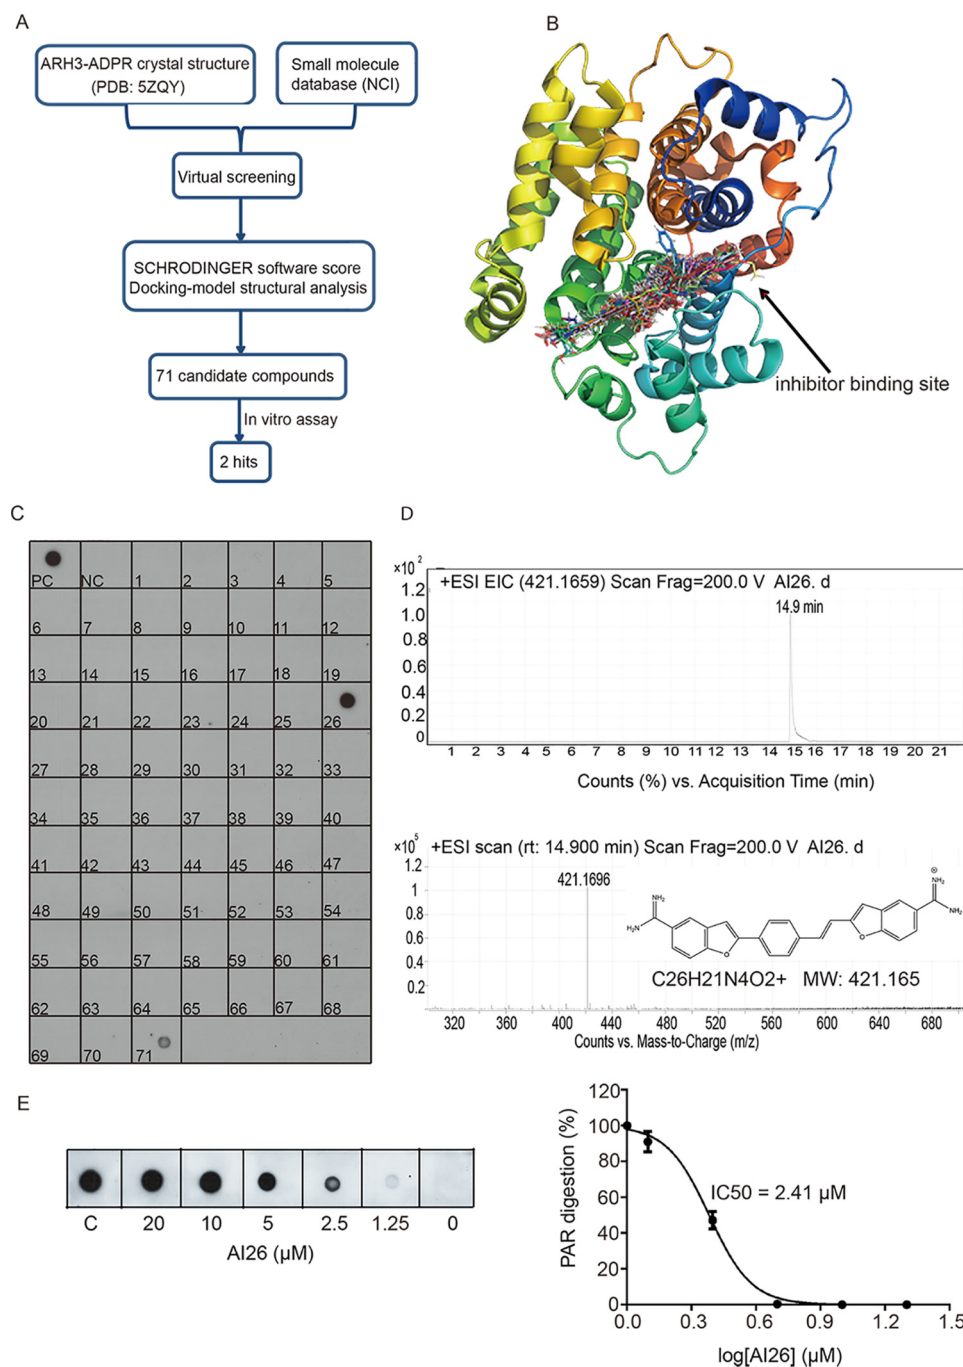 A
ARH3-ADPR crystal structure
(PDB: 5ZQY)
Small molecule
database (NCI)
Virtual screening
SCHRODINGER software score
Docking-model structural analysis
71 candidate compounds
In vitro assay
2 hits
B
inhibitor binding site
C
PC NC 1 2 3 4 5
6 7 8 9 10 11 12
13 14 15 16 17 18 19
20 21 22 23 24 25 26
27 28 29 30 31 32 33
34 35 36 37 38 39 40
41 42 43 44 45 46 47
48 49 50 51 52 53 54
55 56 57 58 59 60 61
62 63 64 65 66 67 68
69 70 71
D
×10²
+ESI EIC (421.1659) Scan Frag=200.0 V AI26. d
14.9 min
1.2
1.0
0.8
0.6
0.4
0.2
0
1 2 3 4 5 6 7 8 9 10 11 12 13 14 15 16 17 18 19 20 21
Counts (%) vs. Acquisition Time (min)
×10⁵
+ESI scan (rt: 14.900 min) Scan Frag=200.0 V AI26. d
421.1696
1.2
1
0.8
0.6
0.4
0.2
NH₂
H₂N
O
O
⊕
NH₂
NH₂
C26H21N4O2+ MW: 421.165
320 360 400 440 480 520 560 600 640 680
Counts vs. Mass-to-Charge (m/z)
E
C 20 10 5 2.5 1.25 0
AI26 (µM)
PAR digestion (%)
120
100
80
60
40
20
0
IC50 = 2.41 µM
0.0 0.3 0.6 0.9 1.2 1.5
log[AI26] (µM)